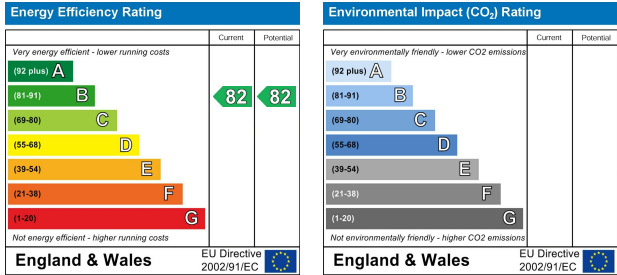 Energy Efficiency Rating
Current Potential
Very energy efficient - lower running costs
(92 plus) A
(81-91) B 82 82
(69-80) C
(55-68) D
(39-54) E
(21-38) F
(1-20) G
Not energy efficient - higher running costs
England & Wales EU Directive
2002/91/EC
Environmental Impact (CO2) Rating
Current Potential
Very environmentally friendly - lower CO2 emissions
(92 plus) A
(81-91) B
(69-80) C
(55-68) D
(39-54) E
(21-38) F
(1-20) G
Not environmentally friendly - higher CO2 emissions
England & Wales EU Directive
2002/91/EC